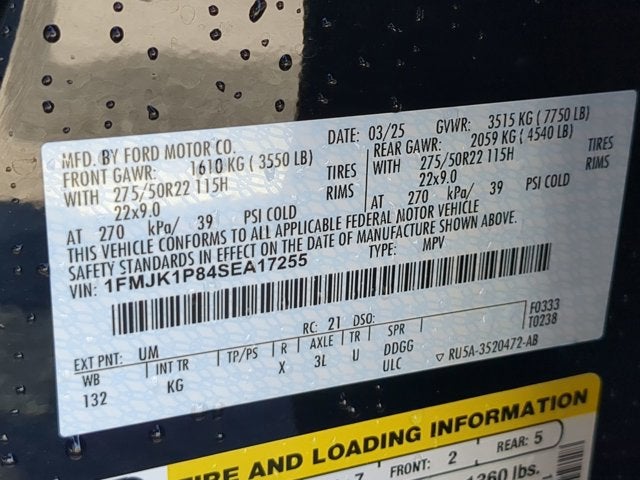 MFD. BY FORD MOTOR CO.
DATE: 03/25 GVWR: 3515 KG ( 7750 LB)
FRONT GAWR: 1610 KG ( 3550 LB)
REAR GAWR: 2059 KG ( 4540 LB)
WITH 275/50R22 115H TIRES
275/50R22 115H TIRES
22x9.0 RIMS
22x9.0 RIMS
AT 270 kPa/ 39 PSI COLD
AT 270 kPa/ 39 PSI COLD
THIS VEHICLE CONFORMS TO ALL APPLICABLE FEDERAL MOTOR VEHICLE
SAFETY STANDARDS IN EFFECT ON THE DATE OF MANUFACTURE SHOWN ABOVE.
VIN: 1FMJK1P84SEA17255 TYPE: MPV
F0333
T0238
RC: 21 DSO:
EXT PNT: UM
WB INT TR TP/PS R AXLE TR SPR
132 KG X 3L U DDGG
ULC
▽ RU5A-3520472-AB
TIRE AND LOADING INFORMATION
7 FRONT: 2 REAR: 5
lbs.